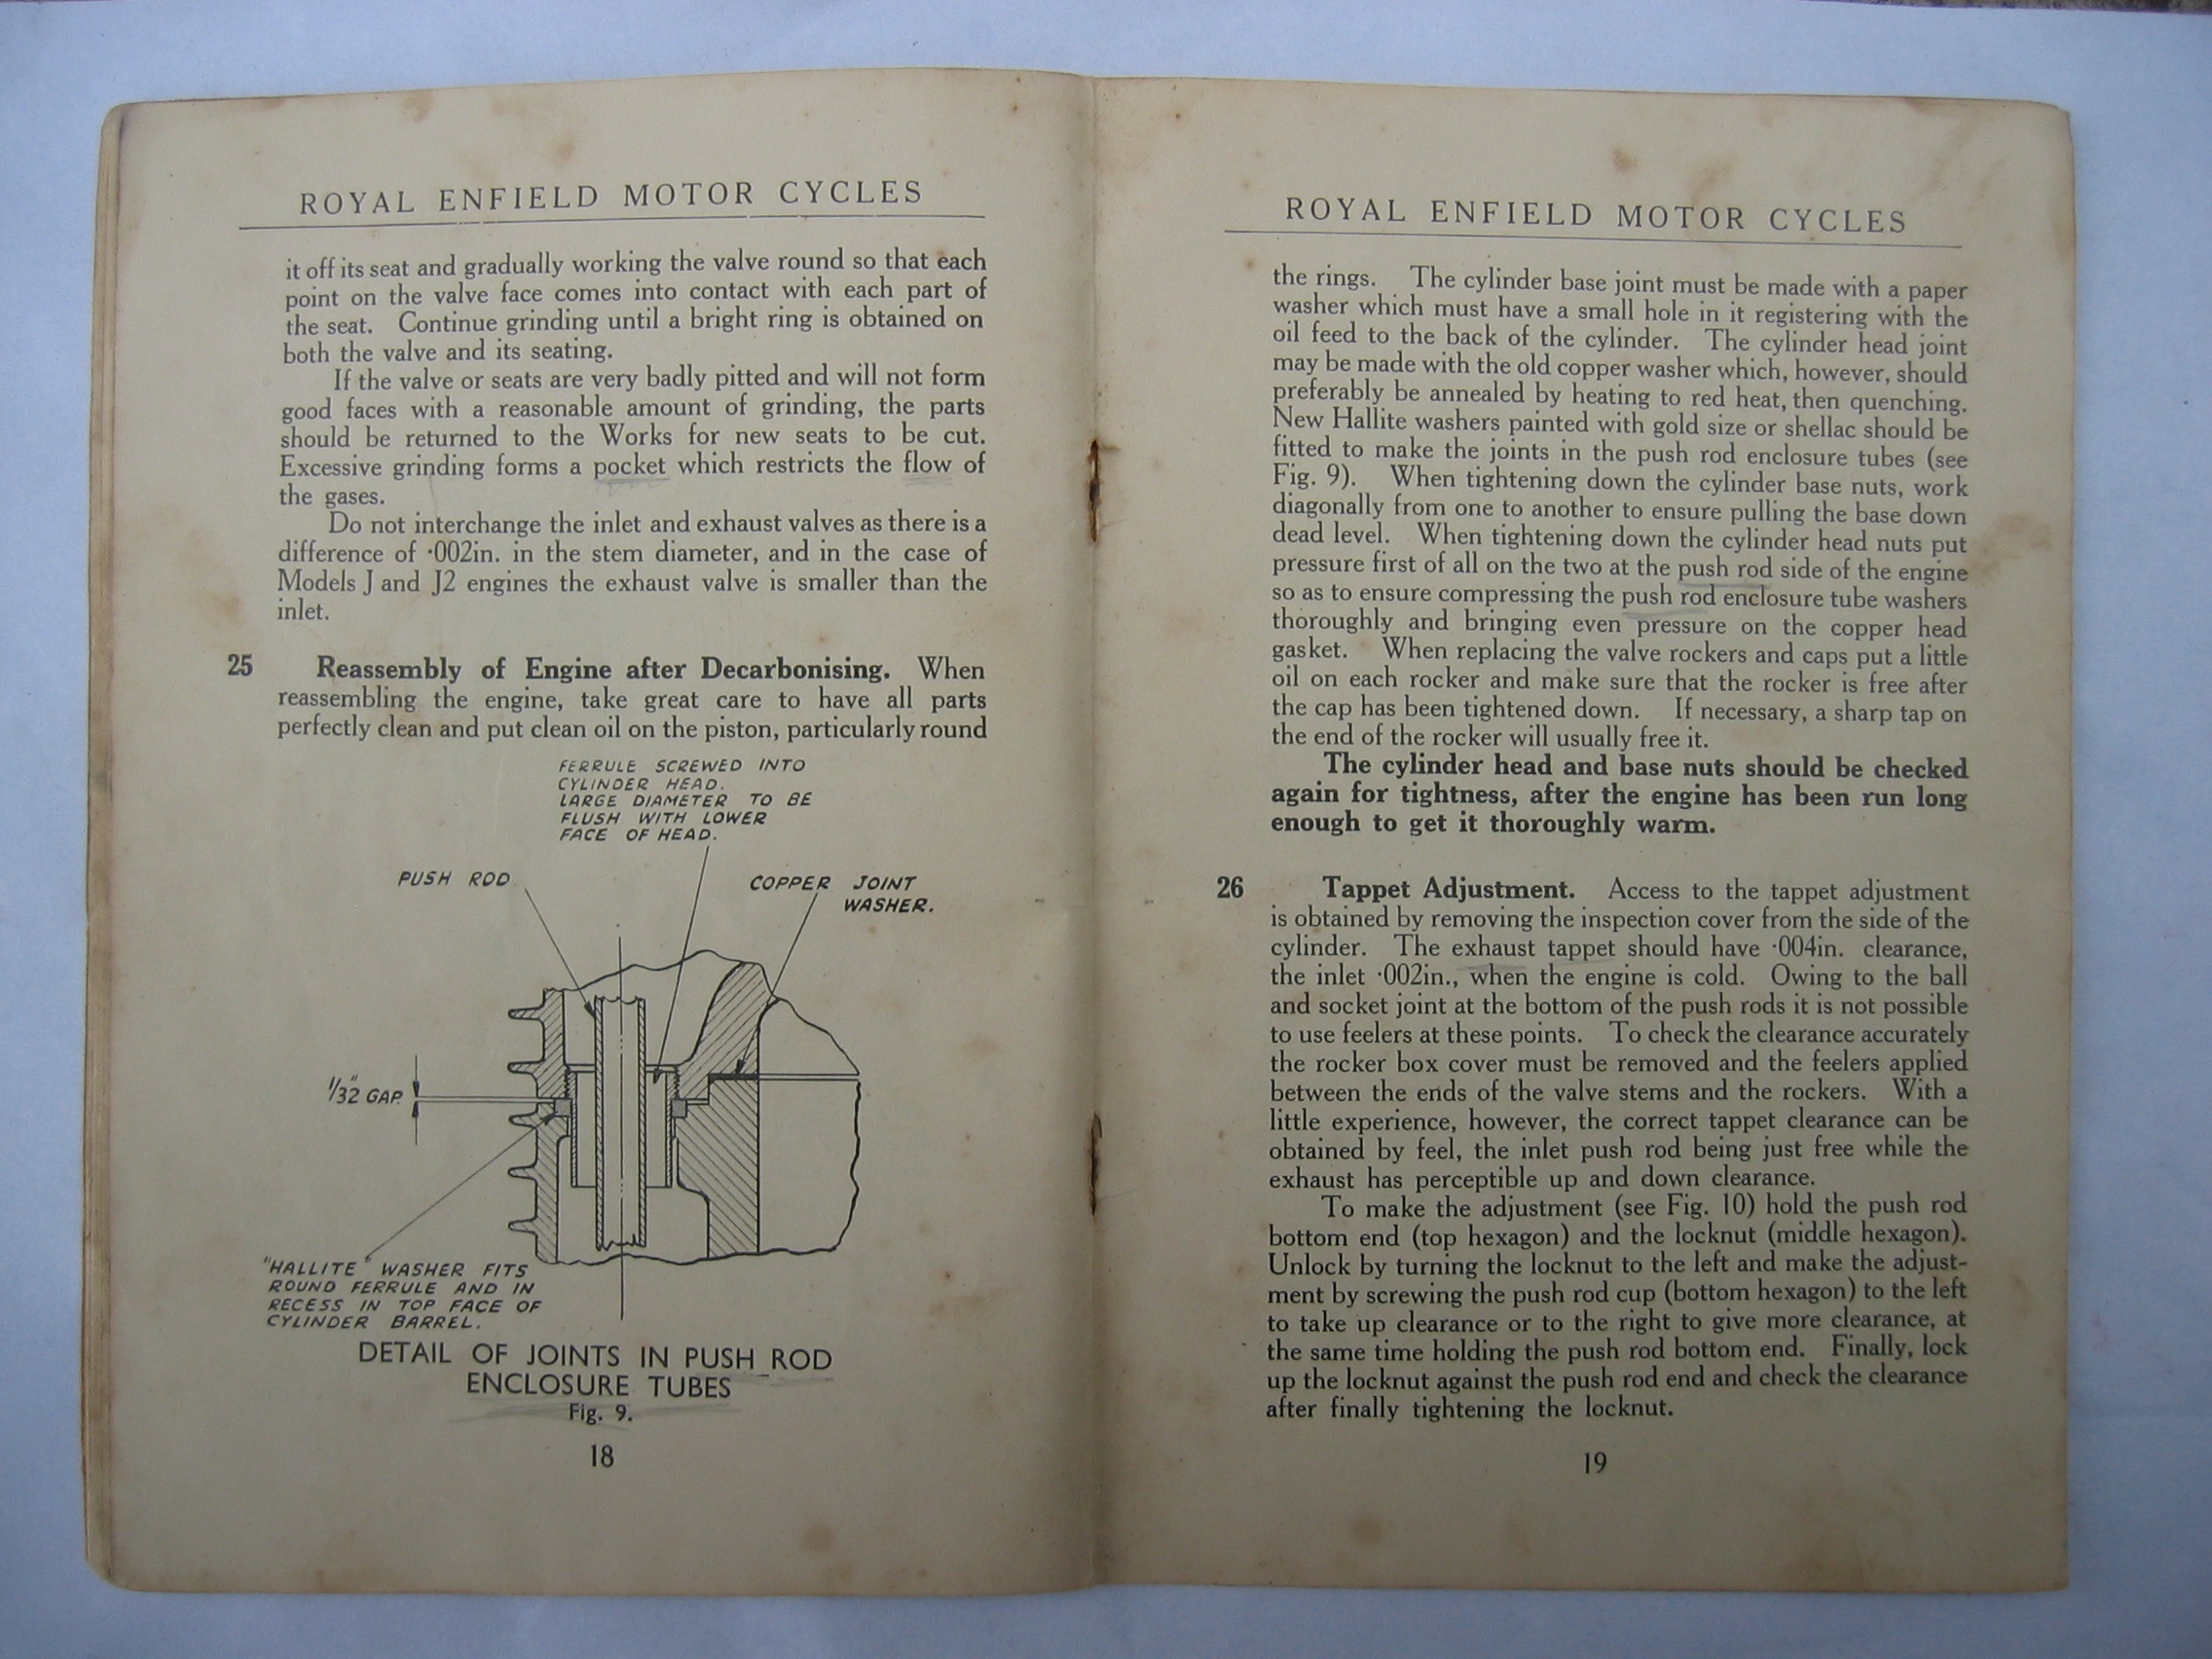 ROYAL ENFIELD MOTOR CYCLES
it off its seat and gradually working the valve round so that each
point on the valve face comes into contact with each part of
the seat. Continue grinding until a bright ring is obtained on
both the valve and its seating.
If the valve or seats are very badly pitted and will not form
good faces with a reasonable amount of grinding, the parts
should be returned to the Works for new seats to be cut.
Excessive grinding forms a pocket which restricts the flow of
the gases.
Do not interchange the inlet and exhaust valves as there is a
difference of ·002in. in the stem diameter, and in the case of
Models J and J2 engines the exhaust valve is smaller than the
inlet.
25 Reassembly of Engine after Decarbonising. When
reassembling the engine, take great care to have all parts
perfectly clean and put clean oil on the piston, particularly round
FERRULE SCREWED INTO
CYLINDER HEAD.
LARGE DIAMETER TO BE
FLUSH WITH LOWER
FACE OF HEAD.
PUSH ROD
COPPER JOINT
WASHER.
1/32" GAP.
"HALLITE" WASHER FITS
ROUND FERRULE AND IN
RECESS IN TOP FACE OF
CYLINDER BARREL.
DETAIL OF JOINTS IN PUSH ROD
ENCLOSURE TUBES
Fig. 9.
18
ROYAL ENFIELD MOTOR CYCLES
the rings. The cylinder base joint must be made with a paper
washer which must have a small hole in it registering with the
oil feed to the back of the cylinder. The cylinder head joint
may be made with the old copper washer which, however, should
preferably be annealed by heating to red heat, then quenching.
New Hallite washers painted with gold size or shellac should be
fitted to make the joints in the push rod enclosure tubes (see
Fig. 9). When tightening down the cylinder base nuts, work
diagonally from one to another to ensure pulling the base down
dead level. When tightening down the cylinder head nuts put
pressure first of all on the two at the push rod side of the engine
so as to ensure compressing the push rod enclosure tube washers
thoroughly and bringing even pressure on the copper head
gasket. When replacing the valve rockers and caps put a little
oil on each rocker and make sure that the rocker is free after
the cap has been tightened down. If necessary, a sharp tap on
the end of the rocker will usually free it.
The cylinder head and base nuts should be checked
again for tightness, after the engine has been run long
enough to get it thoroughly warm.
26 Tappet Adjustment. Access to the tappet adjustment
is obtained by removing the inspection cover from the side of the
cylinder. The exhaust tappet should have ·004in. clearance,
the inlet ·002in., when the engine is cold. Owing to the ball
and socket joint at the bottom of the push rods it is not possible
to use feelers at these points. To check the clearance accurately
the rocker box cover must be removed and the feelers applied
between the ends of the valve stems and the rockers. With a
little experience, however, the correct tappet clearance can be
obtained by feel, the inlet push rod being just free while the
exhaust has perceptible up and down clearance.
To make the adjustment (see Fig. 10) hold the push rod
bottom end (top hexagon) and the locknut (middle hexagon).
Unlock by turning the locknut to the left and make the adjust-
ment by screwing the push rod cup (bottom hexagon) to the left
to take up clearance or to the right to give more clearance, at
the same time holding the push rod bottom end. Finally, lock
up the locknut against the push rod end and check the clearance
after finally tightening the locknut.
19